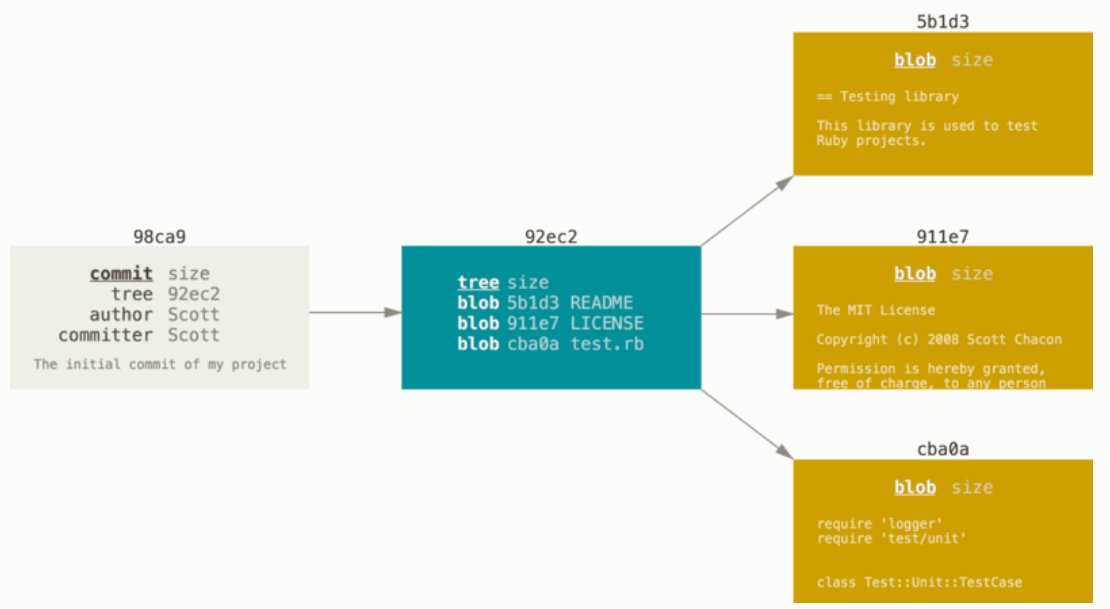 98ca9
commit size
tree 92ec2
author Scott
committer Scott
The initial commit of my project
92ec2
tree size
blob 5b1d3 README
blob 911e7 LICENSE
blob cba0a test.rb
5b1d3
blob size
== Testing library
This library is used to test
Ruby projects.
911e7
blob size
The MIT License
Copyright (c) 2008 Scott Chacon
Permission is hereby granted,
free of charge, to any person
cba0a
blob size
require 'logger'
require 'test/unit'
class Test::Unit::TestCase